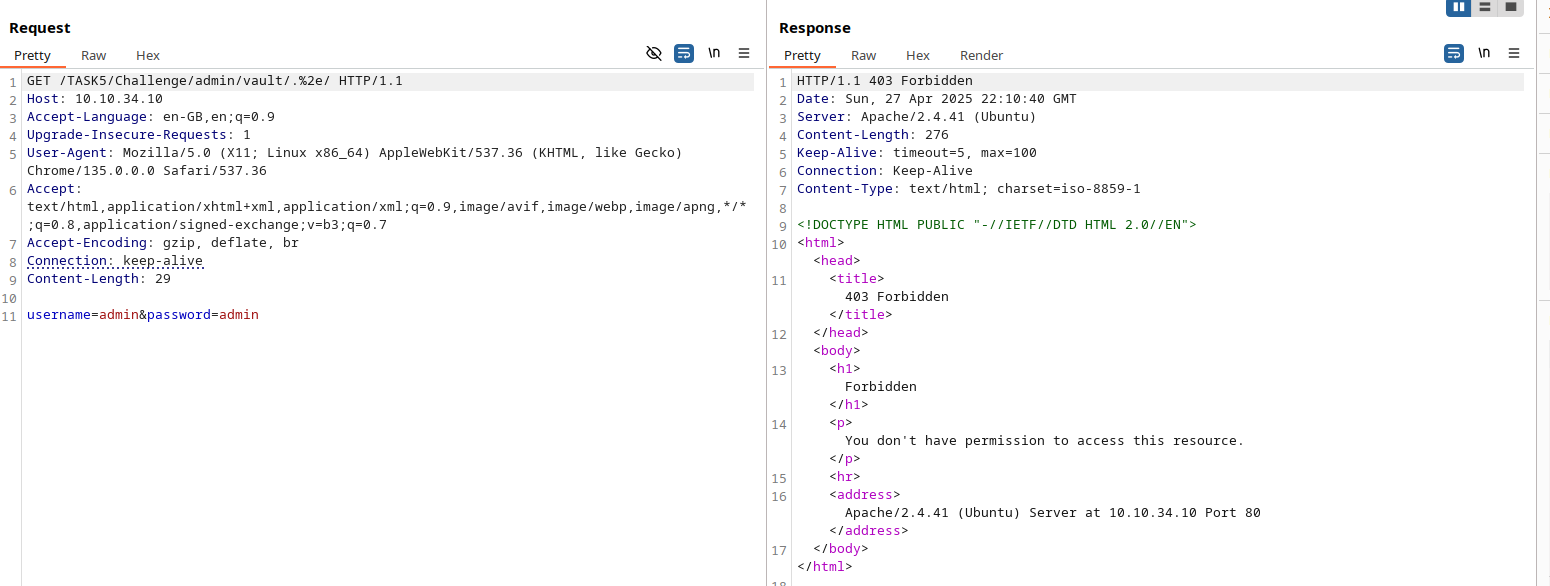 Request
Pretty Raw Hex \n
1 GET /TASK5/Challenge/admin/vault/.%2e/ HTTP/1.1
2 Host: 10.10.34.10
3 Accept-Language: en-GB,en;q=0.9
4 Upgrade-Insecure-Requests: 1
5 User-Agent: Mozilla/5.0 (X11; Linux x86_64) AppleWebKit/537.36 (KHTML, like Gecko)
Chrome/135.0.0.0 Safari/537.36
6 Accept:
text/html,application/xhtml+xml,application/xml;q=0.9,image/avif,image/webp,image/apng,*/*
;q=0.8,application/signed-exchange;v=b3;q=0.7
7 Accept-Encoding: gzip, deflate, br
8 Connection: keep-alive
9 Content-Length: 29
10
11 username=admin&password=admin
Response
Pretty Raw Hex Render \n
1 HTTP/1.1 403 Forbidden
2 Date: Sun, 27 Apr 2025 22:10:40 GMT
3 Server: Apache/2.4.41 (Ubuntu)
4 Content-Length: 276
5 Keep-Alive: timeout=5, max=100
6 Connection: Keep-Alive
7 Content-Type: text/html; charset=iso-8859-1
8
9 <!DOCTYPE HTML PUBLIC "-//IETF//DTD HTML 2.0//EN">
10 <html>
<head>
11 <title>
403 Forbidden
</title>
12 </head>
<body>
13 <h1>
Forbidden
</h1>
14 <p>
You don't have permission to access this resource.
</p>
15 <hr>
16 <address>
Apache/2.4.41 (Ubuntu) Server at 10.10.34.10 Port 80
</address>
17 </body>
</html>
18